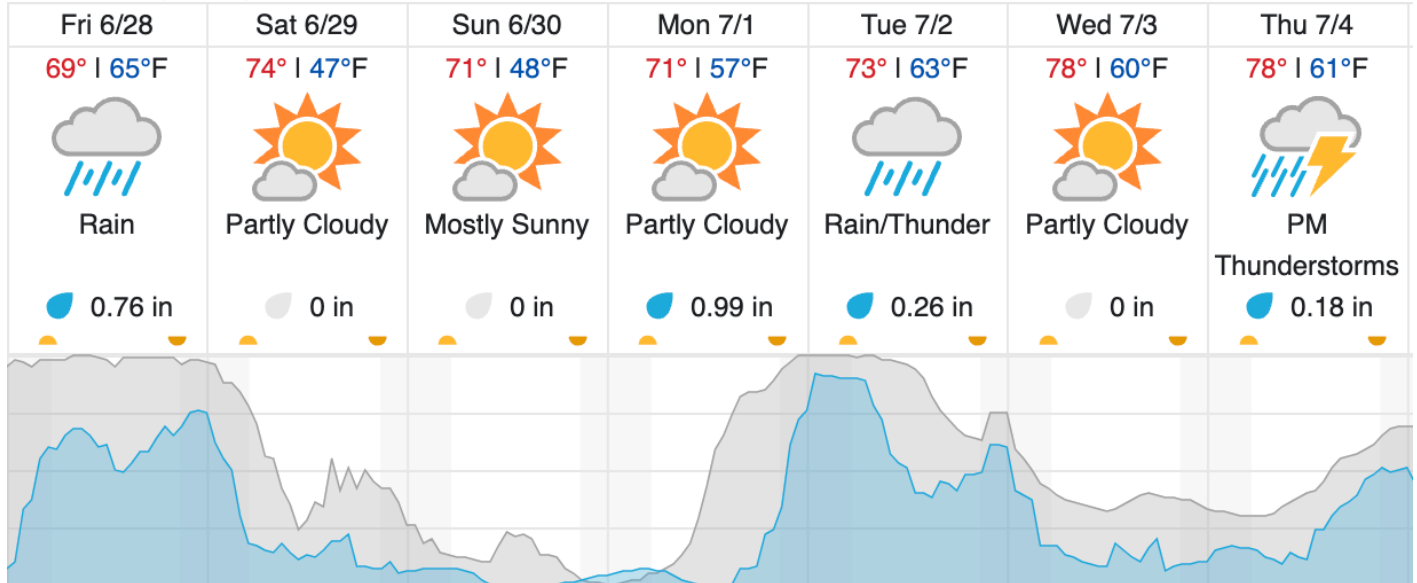 Fri 6/28 Sat 6/29 Sun 6/30 Mon 7/1 Tue 7/2 Wed 7/3 Thu 7/4
69° | 65°F 74° | 47°F 71° | 48°F 71° | 57°F 73° | 63°F 78° | 60°F 78° | 61°F
Rain Partly Cloudy Mostly Sunny Partly Cloudy Rain/Thunder Partly Cloudy PM
Thunderstorms
0.76 in 0 in 0 in 0.99 in 0.26 in 0 in 0.18 in